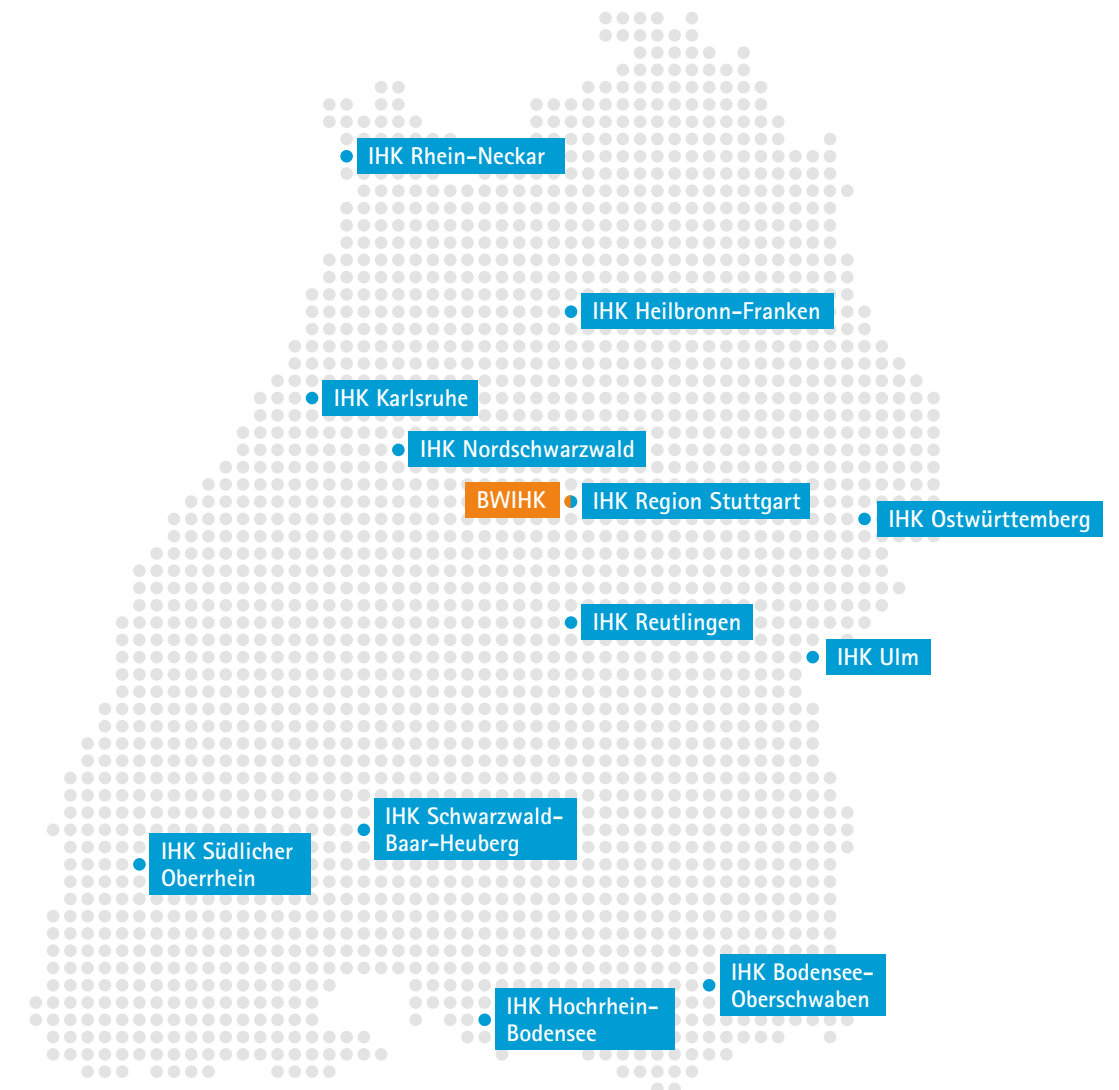 IHK Rhein-Neckar
IHK Heilbronn-Franken
IHK Karlsruhe
IHK Nordschwarzwald
BWIHK
IHK Region Stuttgart
IHK Ostwürttemberg
IHK Reutlingen
IHK Ulm
IHK Schwarzwald-
Baar-Heuberg
IHK Südlicher
Oberrhein
IHK Bodensee-
Oberschwaben
IHK Hochrhein-
Bodensee